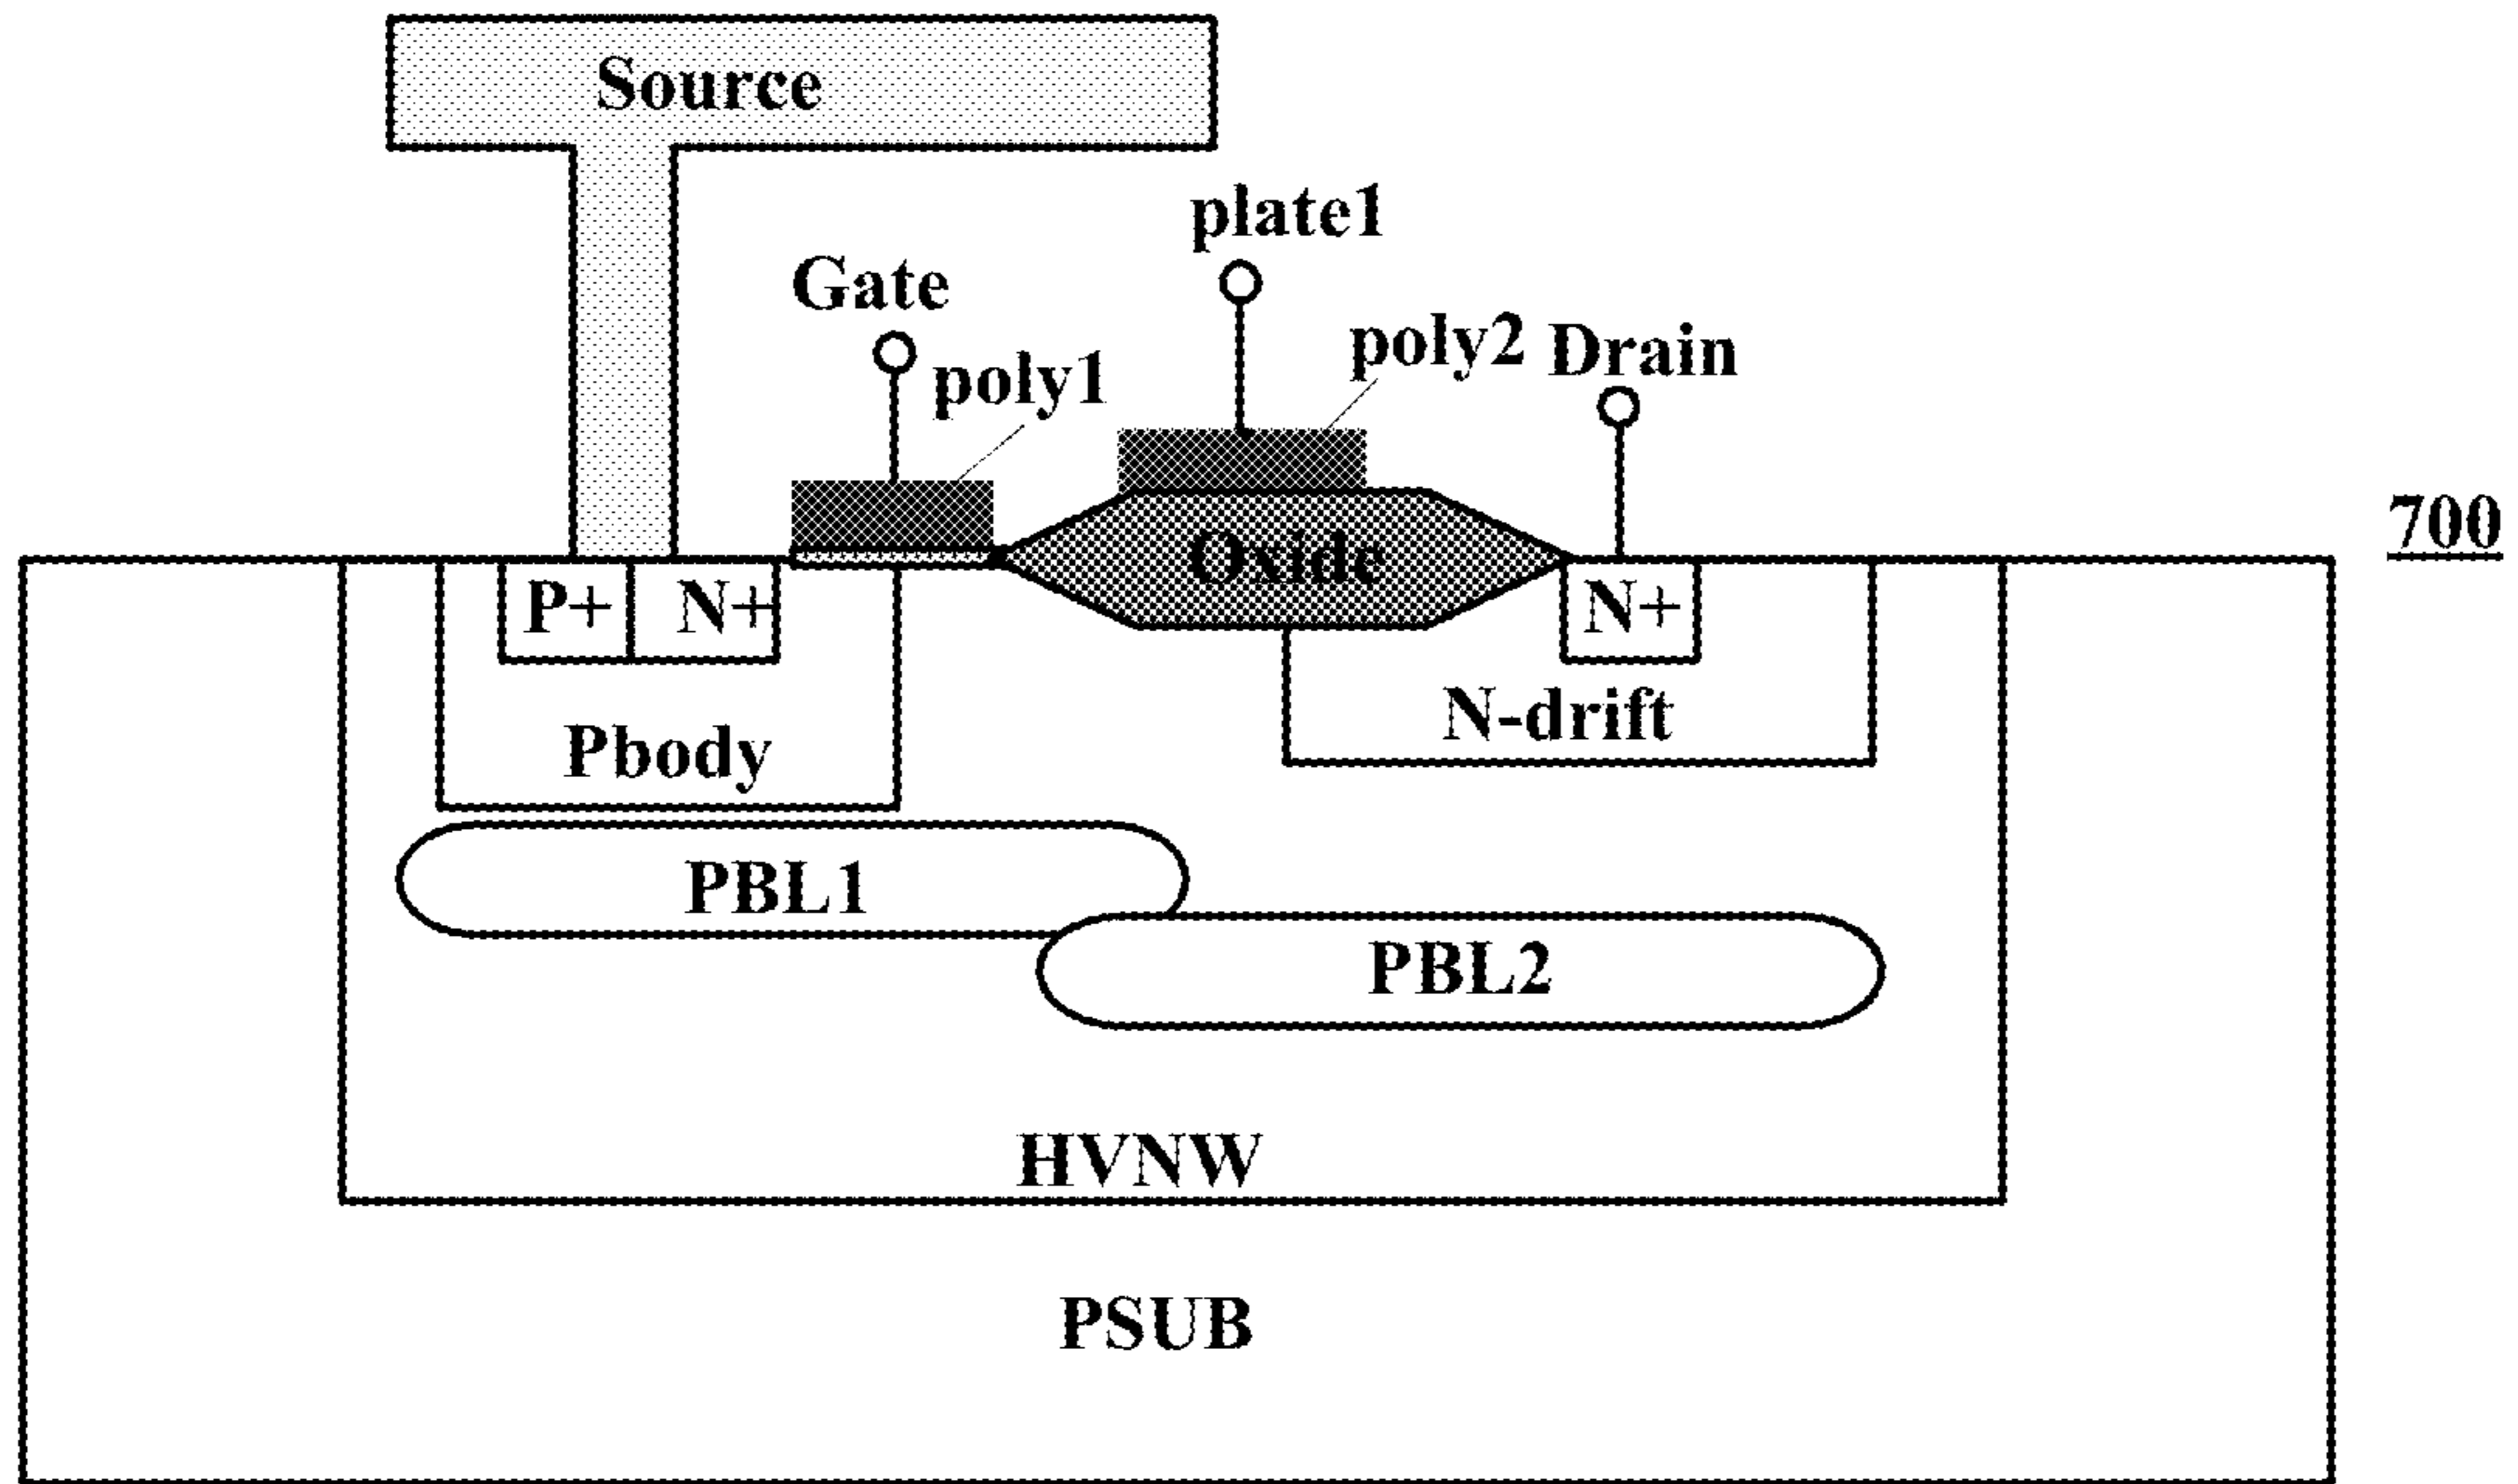 Source
plate1
Gate
poly2 Drain
poly1
700
Oxide
P+ N+ N+
N-drift
Pbody
PBL1
PBL2
HVNW
PSUB